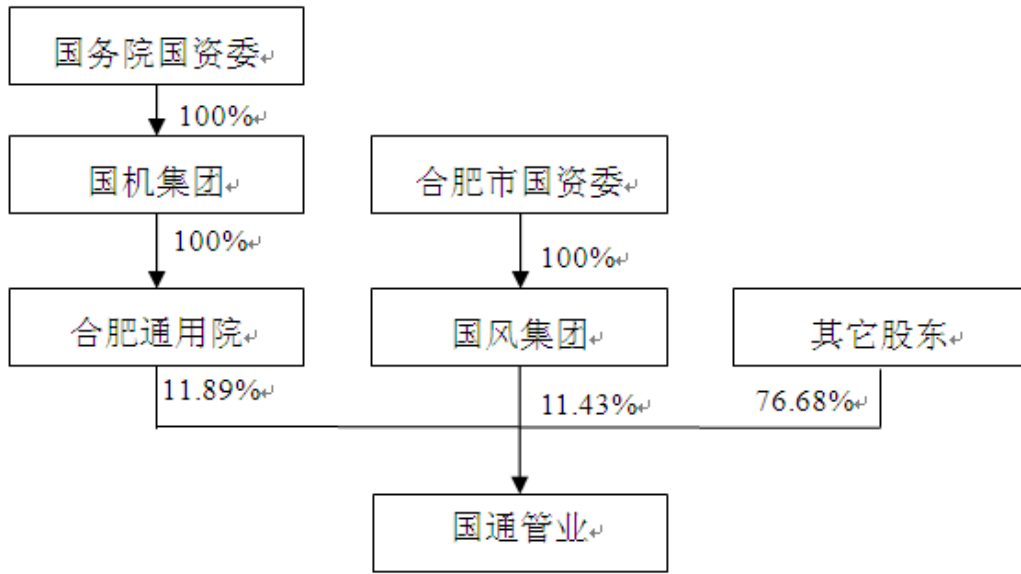 国务院国资委
100%
国机集团
合肥市国资委
100%
100%
合肥通用院
国风集团
其它股东
11.89%
11.43%
76.68%
国通管业